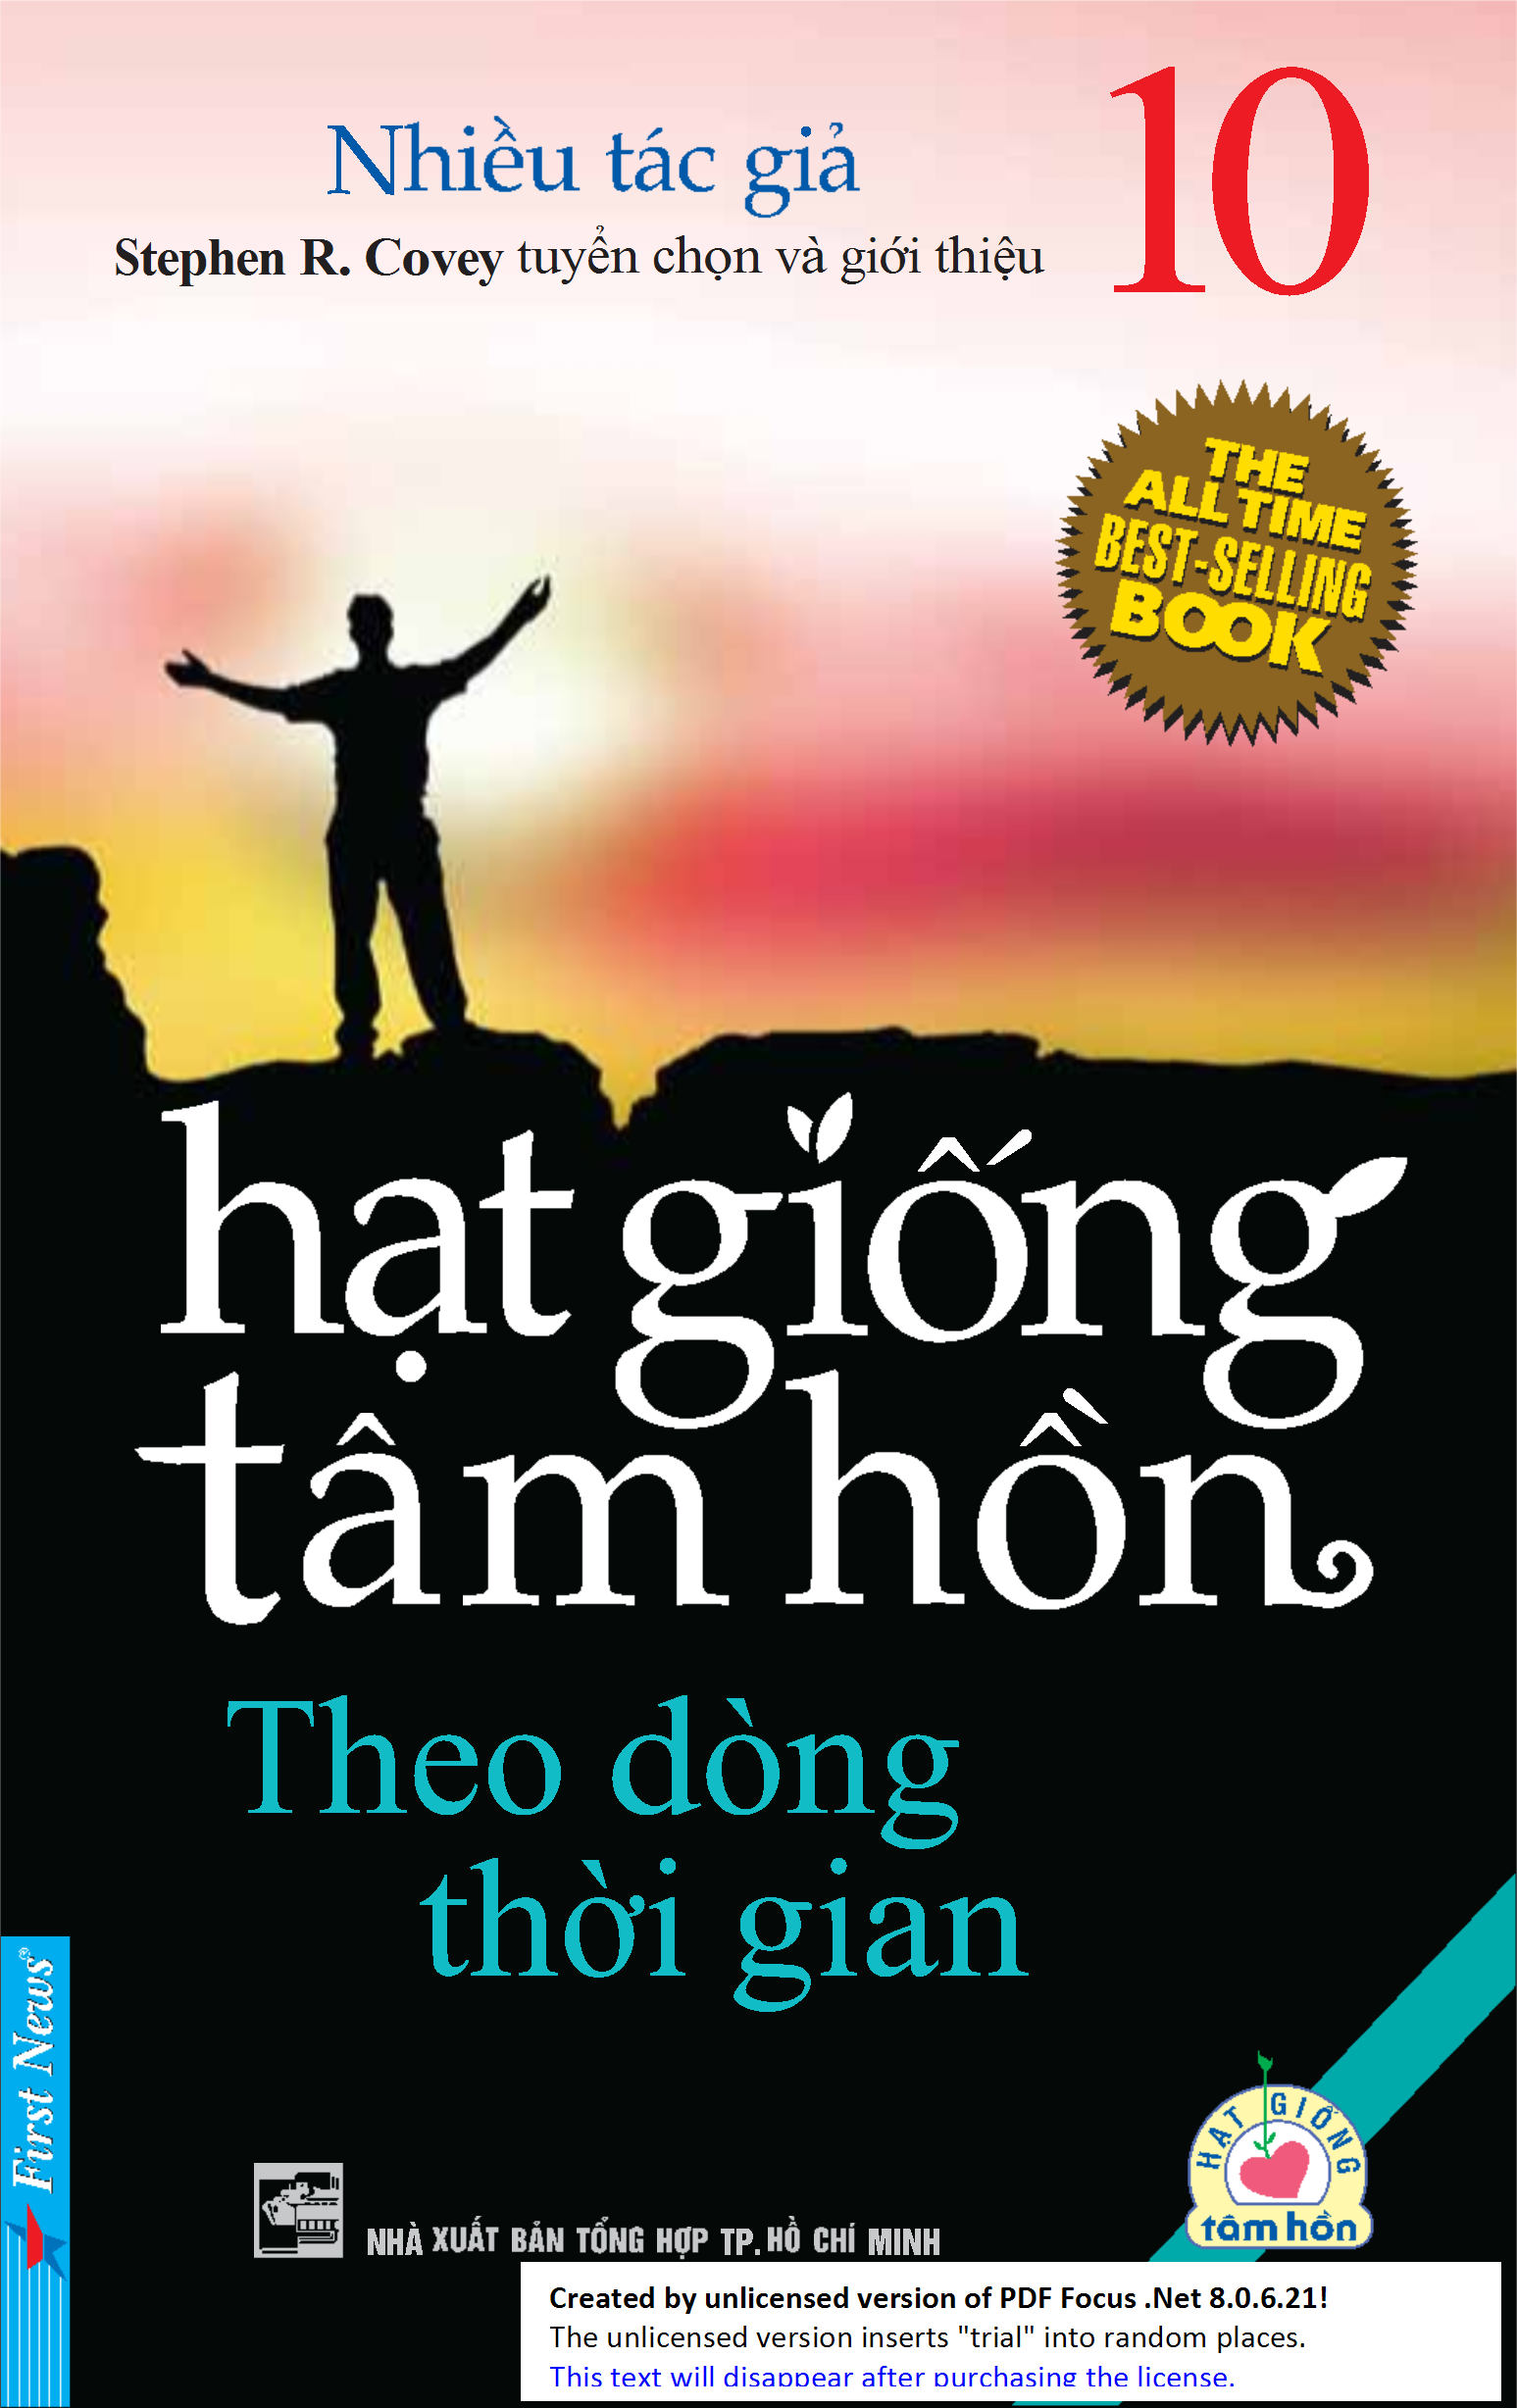 Nhiều tác giả
10
Stephen R. Covey tuyển chọn và giới thiệu
THE
ALL TIME
BEST-SELLING
BOOK
hạt giống
tâm hồn
Theo dòng
thời gian
First News®
HẠT GIỐNG
tâm hồn
NHÀ XUẤT BẢN TỔNG HỢP TP. HỒ CHÍ MINH
Created by unlicensed version of PDF Focus .Net 8.0.6.21!
The unlicensed version inserts "trial" into random places.
This text will disappear after purchasing the license.